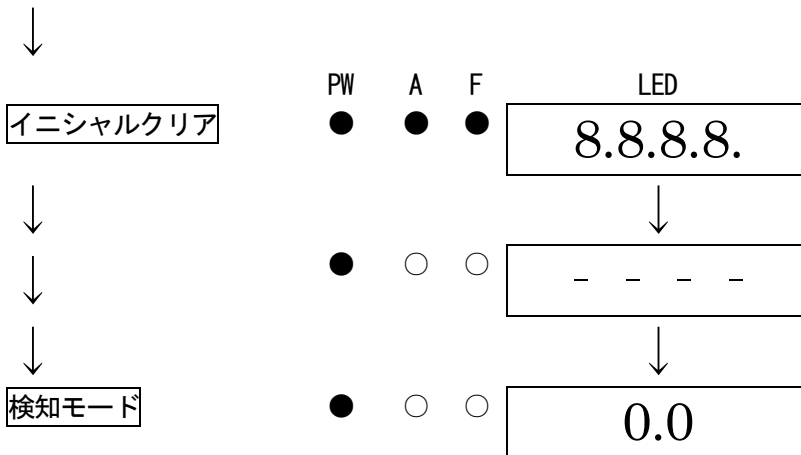 ↓
PW A F LED
イニシャルクリア ● ● ● 8.8.8.8.
↓ ↓
↓ ● ○ ○ - - - -
↓ ↓
検知モード ● ○ ○ 0.0